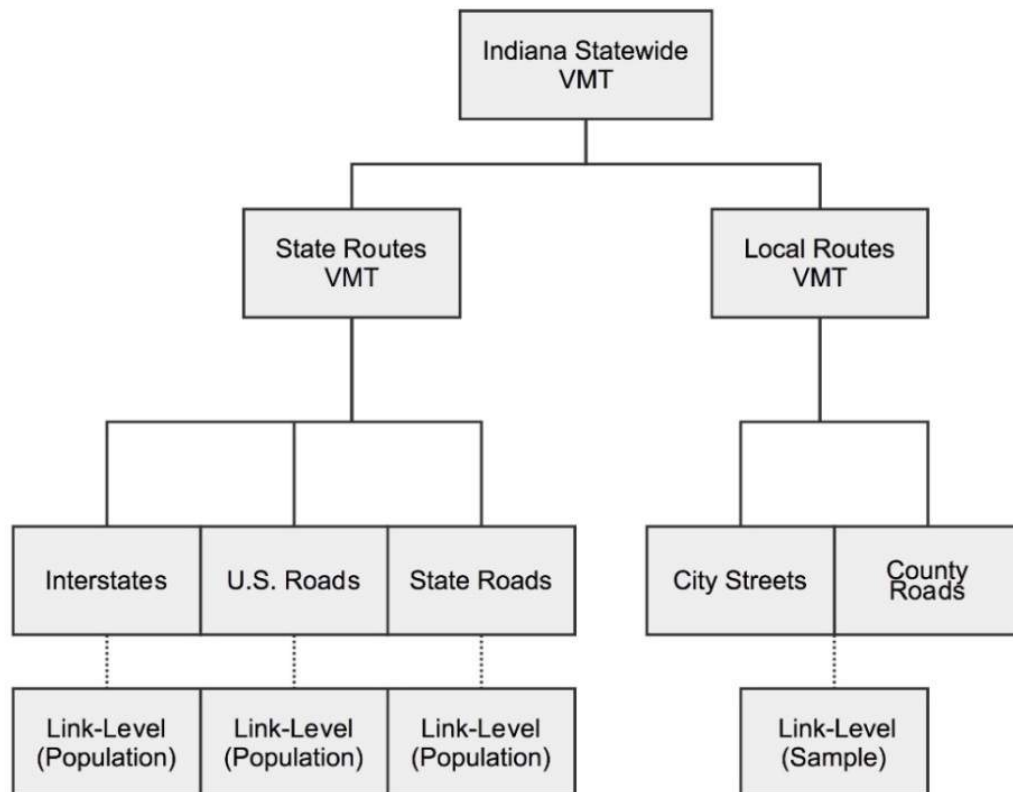 Indiana Statewide
VMT
State Routes
VMT
Local Routes
VMT
Interstates
U.S. Roads
State Roads
City Streets
County
Roads
Link-Level
(Population)
Link-Level
(Population)
Link-Level
(Population)
Link-Level
(Sample)